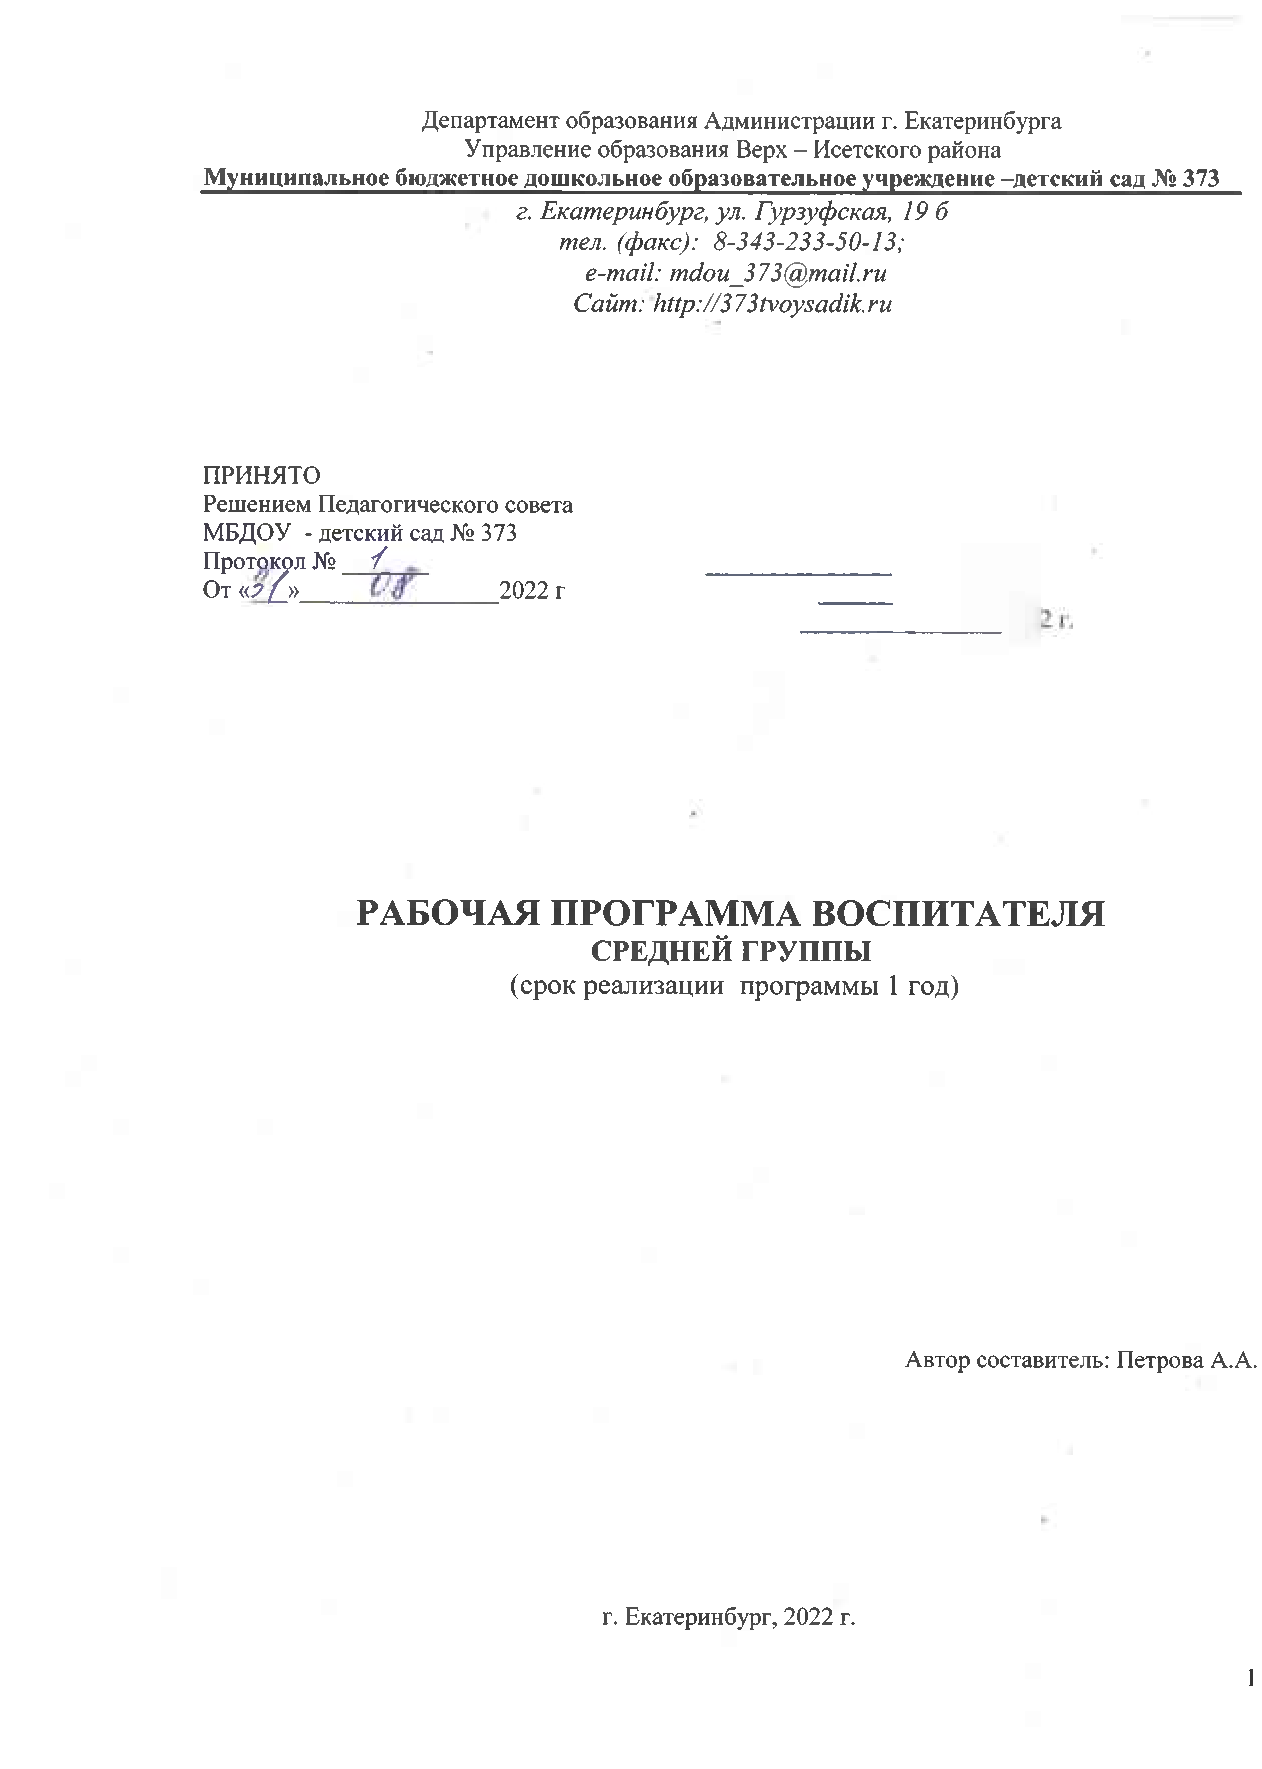 Департамент образования Администрации г. Екатеринбурга
Управление образования Верх – Исетского района
Муниципальное бюджетное дошкольное образовательное учреждение –детский сад № 373
г. Екатеринбург, ул. Гурзуфская, 19 б
тел. (факс):  8-343-233-50-13;
e-mail: mdou_373@mail.ru
Сайт: http://373tvoysadik.ru
ПРИНЯТО
Решением Педагогического совета
МБДОУ  - детский сад № 373
Протокол № 1
От «31» 08 2022 г
2 г.
РАБОЧАЯ ПРОГРАММА ВОСПИТАТЕЛЯ
СРЕДНЕЙ ГРУППЫ
(срок реализации  программы 1 год)
Автор составитель: Петрова А.А.
г. Екатеринбург, 2022 г.
1